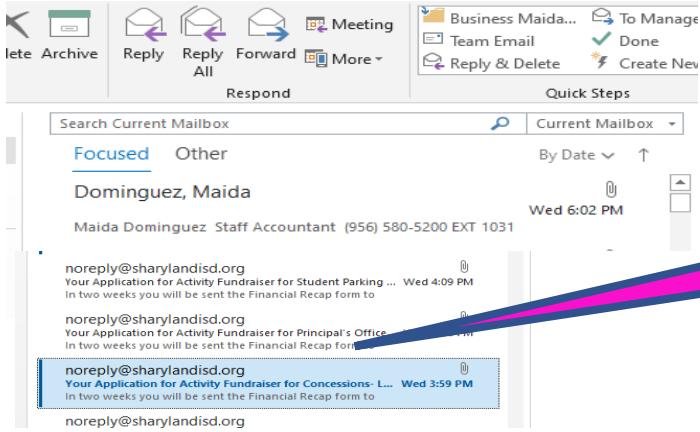 lete Archive Reply Reply All Forward Meeting
More
Respond
Business Maida... To Manage
Team Email Done
Reply & Delete Create New
Quick Steps
Search Current Mailbox Current Mailbox
Focused Other By Date
Dominguez, Maida
Wed 6:02 PM
Maida Dominguez Staff Accountant (956) 580-5200 EXT 1031
noreply@sharylandisd.org
Your Application for Activity Fundraiser for Student Parking ... Wed 4:09 PM
In two weeks you will be sent the Financial Recap form to
noreply@sharylandisd.org
Your Application for Activity Fundraiser for Principal's Office
In two weeks you will be sent the Financial Recap form to
noreply@sharylandisd.org
Your Application for Activity Fundraiser for Concessions- L... Wed 3:59 PM
In two weeks you will be sent the Financial Recap form to
noreply@sharylandisd.org